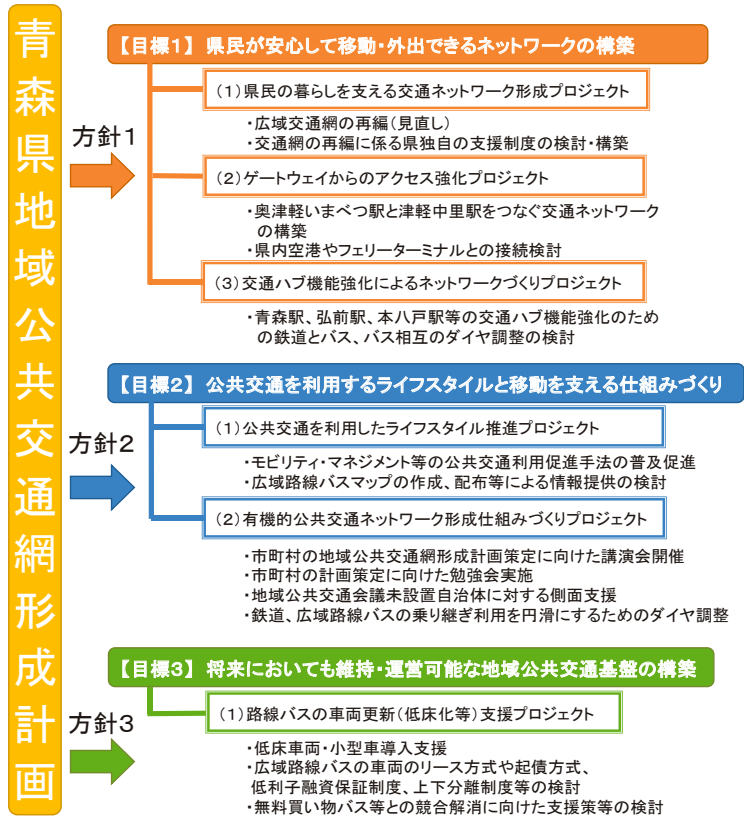 青森県地域公共交通網形成計画
方針1
【目標1】 県民が安心して移動・外出できるネットワークの構築
(1)県民の暮らしを支える交通ネットワーク形成プロジェクト
・広域交通網の再編(見直し)
・交通網の再編に係る県独自の支援制度の検討・構築
(2)ゲートウェイからのアクセス強化プロジェクト
・奥津軽いまべつ駅と津軽中里駅をつなぐ交通ネットワーク
の構築
・県内空港やフェリーターミナルとの接続検討
(3)交通ハブ機能強化によるネットワークづくりプロジェクト
・青森駅、弘前駅、本八戸駅等の交通ハブ機能強化のため
の鉄道とバス、バス相互のダイヤ調整の検討
方針2
【目標2】 公共交通を利用するライフスタイルと移動を支える仕組みづくり
(1)公共交通を利用したライフスタイル推進プロジェクト
・モビリティ・マネジメント等の公共交通利用促進手法の普及促進
・広域路線バスマップの作成、配布等による情報提供の検討
(2)有機的公共交通ネットワーク形成仕組みづくりプロジェクト
・市町村の地域公共交通網形成計画策定に向けた講演会開催
・市町村の計画策定に向けた勉強会実施
・地域公共交通会議未設置自治体に対する側面支援
・鉄道、広域路線バスの乗り継ぎ利用を円滑にするためのダイヤ調整
方針3
【目標3】 将来においても維持・運営可能な地域公共交通基盤の構築
(1)路線バスの車両更新(低床化等)支援プロジェクト
・低床車両・小型車導入支援
・広域路線バスの車両のリース方式や起債方式、
低利子融資保証制度、上下分離制度等の検討
・無料買い物バス等との競合解消に向けた支援策等の検討